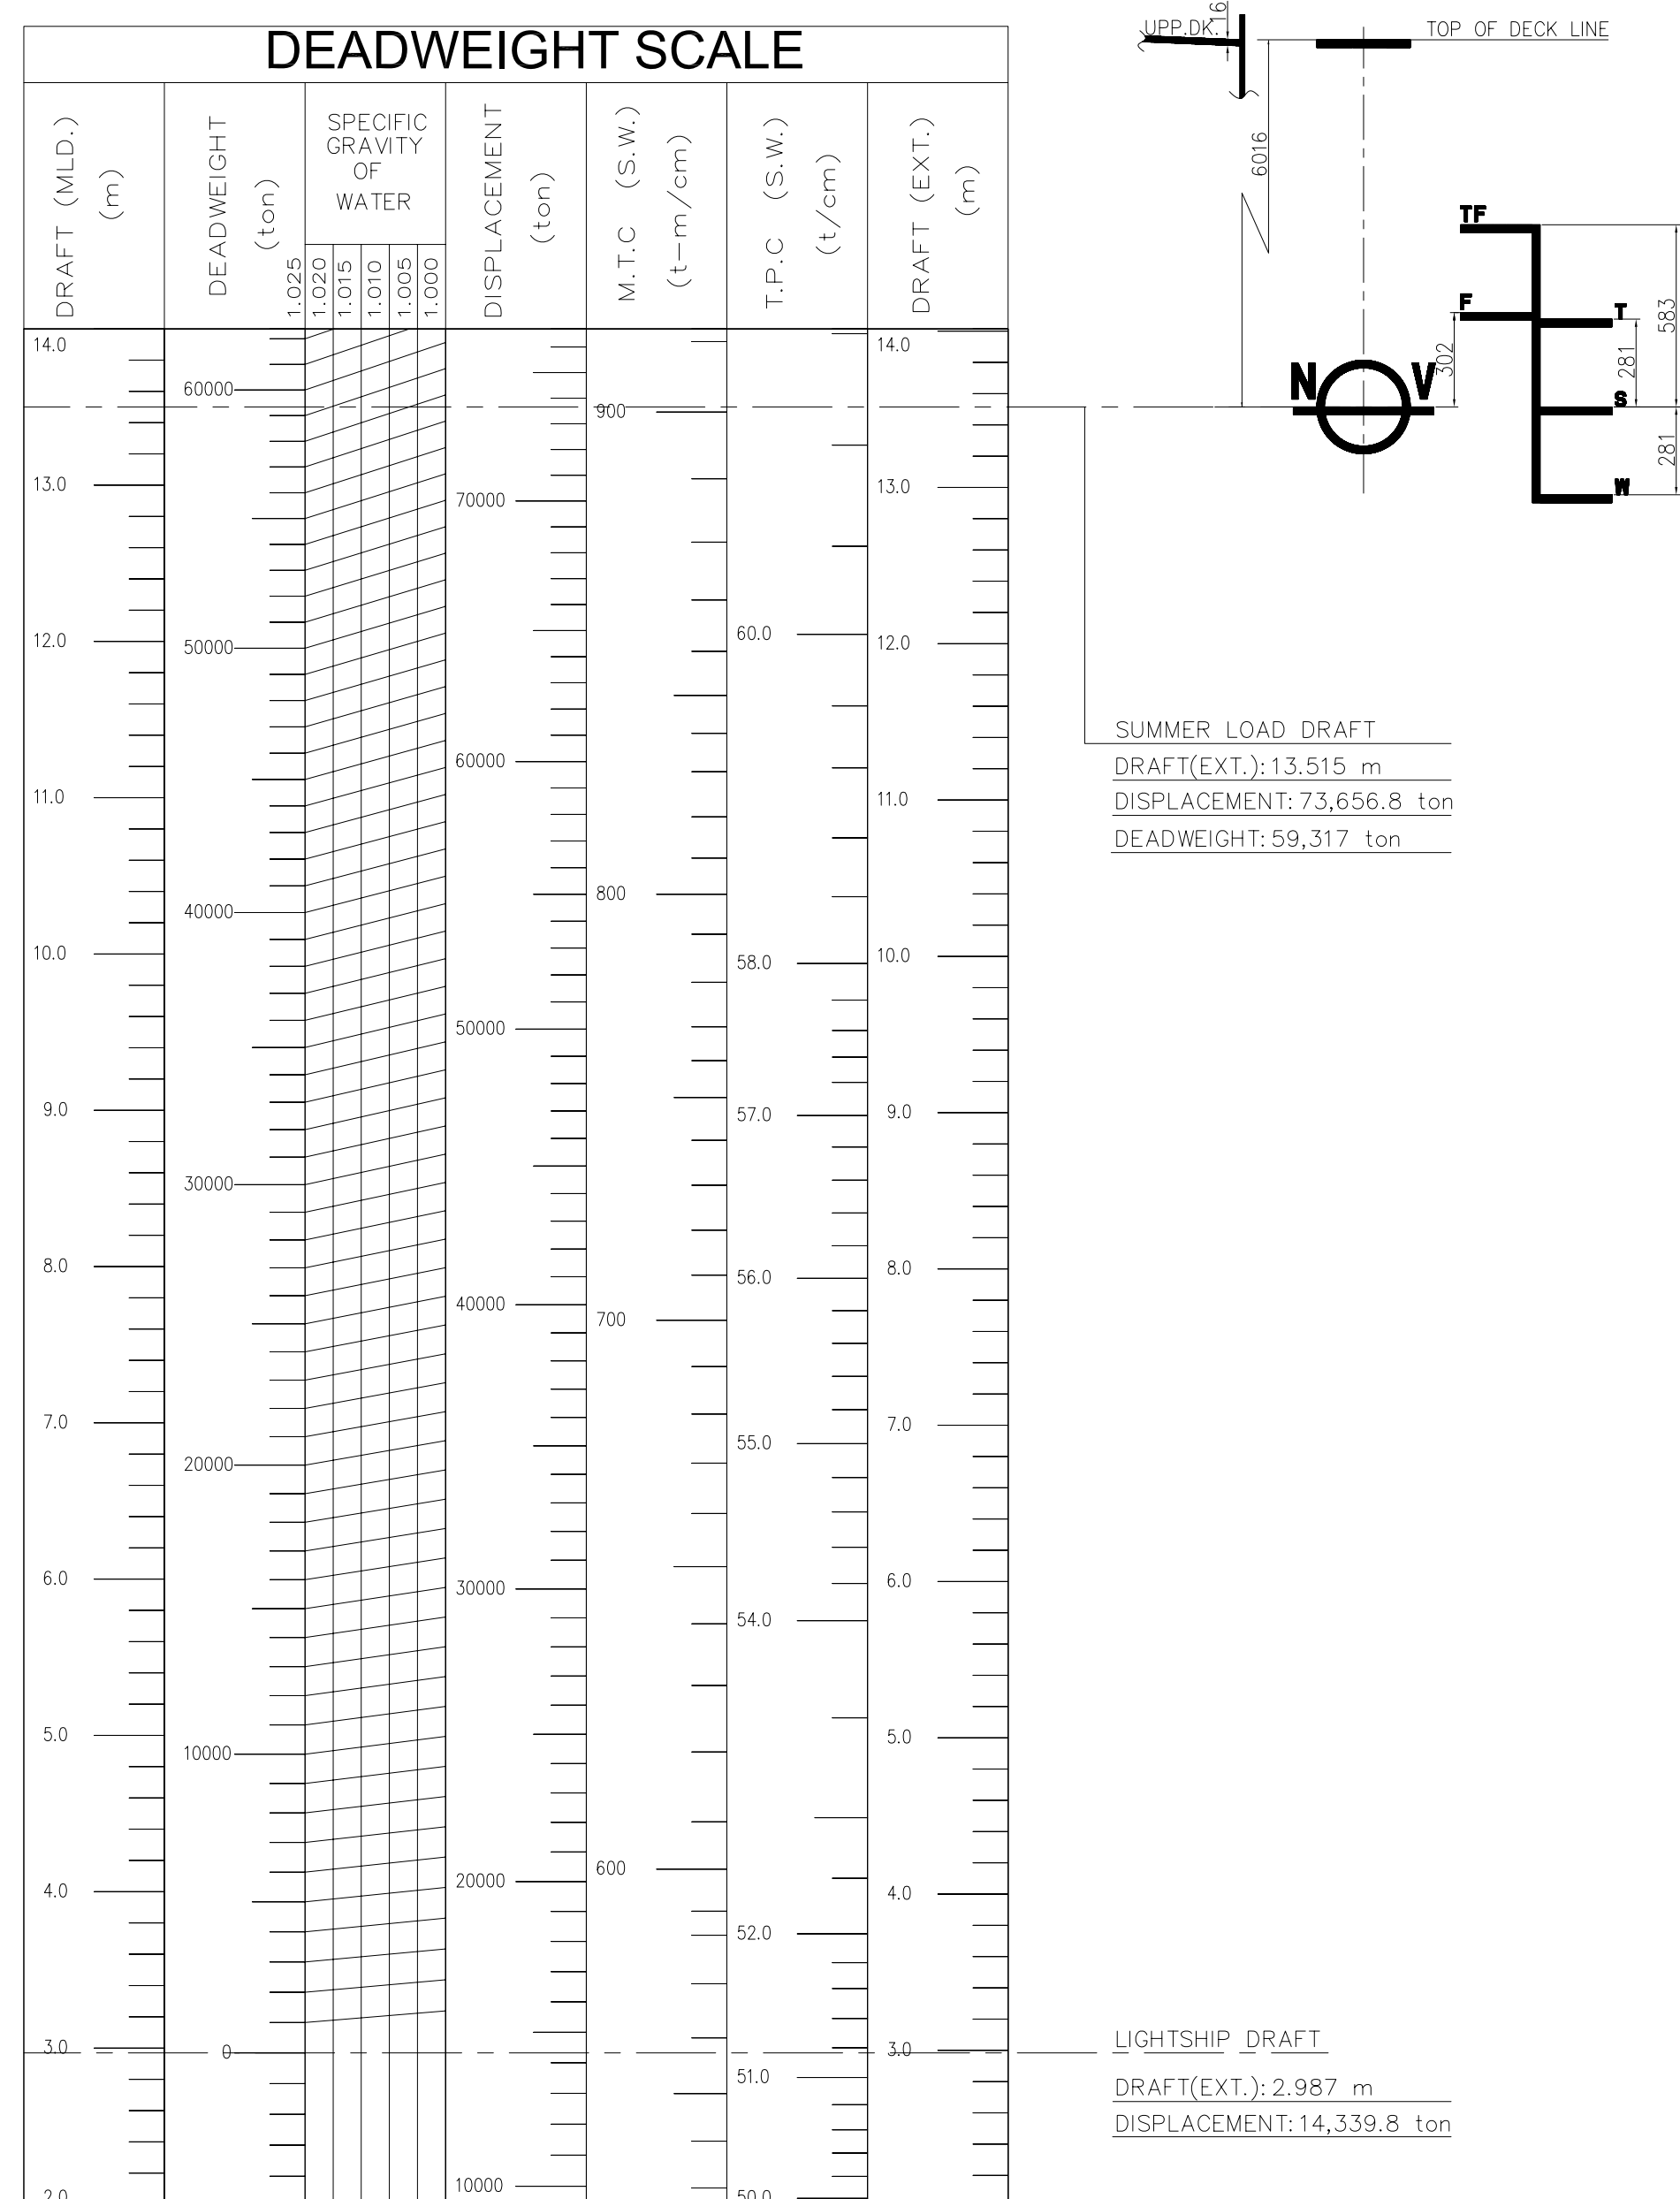 DEADWEIGHT SCALE
DRAFT (MLD.)
(m)
DEADWEIGHT
(ton)
SPECIFIC
GRAVITY
OF
WATER
1.025
1.020
1.015
1.010
1.005
1.000
DISPLACEMENT
(ton)
M.T.C (S.W.)
(t-m/cm)
T.P.C (S.W.)
(t/cm)
DRAFT (EXT.)
(m)
14.0
13.0
12.0
11.0
10.0
9.0
8.0
7.0
6.0
5.0
4.0
3.0
2.0
60000
50000
40000
30000
20000
10000
0
70000
60000
50000
40000
30000
20000
10000
900
800
700
600
60.0
58.0
57.0
56.0
55.0
54.0
52.0
51.0
50.0
14.0
13.0
12.0
11.0
10.0
9.0
8.0
7.0
6.0
5.0
4.0
3.0
UPP.DK.
16
TOP OF DECK LINE
6016
TF
F
T
S
W
N V
302
583
281
281
SUMMER LOAD DRAFT
DRAFT(EXT.): 13.515 m
DISPLACEMENT: 73,656.8 ton
DEADWEIGHT: 59,317 ton
LIGHTSHIP DRAFT
DRAFT(EXT.): 2.987 m
DISPLACEMENT: 14,339.8 ton